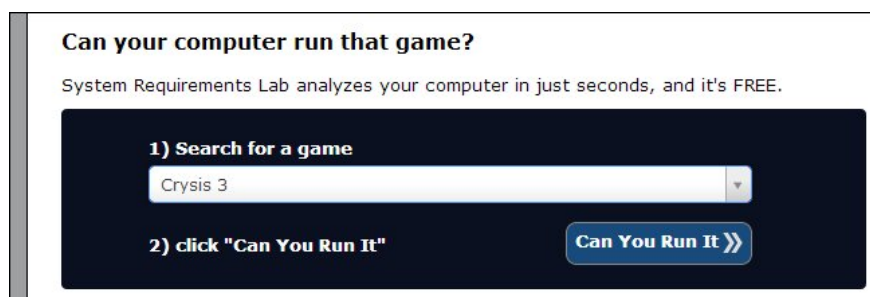 Can your computer run that game?
System Requirements Lab analyzes your computer in just seconds, and it's FREE.
1) Search for a game
Crysis 3
2) click "Can You Run It"
Can You Run It